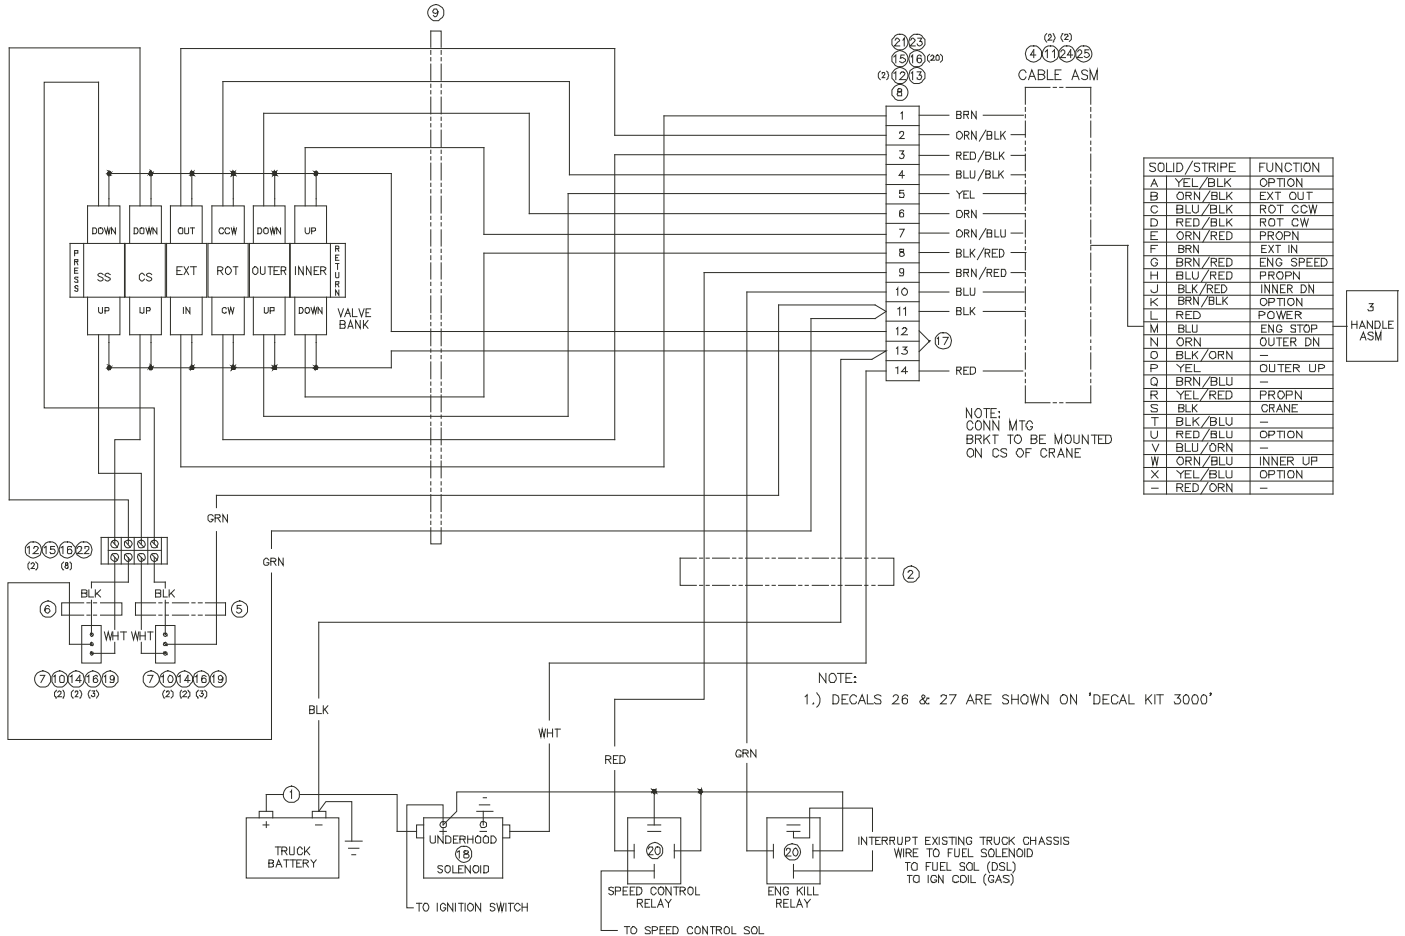 9
21 23
15 16 (20)
(2) 12 13
8
(2) (2)
4 11 24 25
CABLE ASM
1 BRN
2 ORN/BLK
3 RED/BLK
4 BLU/BLK
5 YEL
6 ORN
7 ORN/BLU
8 BLK/RED
9 BRN/RED
10 BLU
11 BLK
12
13
14 RED
17
DOWN DOWN OUT CCW DOWN UP
PRESS SS CS EXT ROT OUTER INNER RETURN
UP UP IN CW UP DOWN
VALVE
BANK
SOLID/STRIPE FUNCTION
A YEL/BLK OPTION
B ORN/BLK EXT OUT
C BLU/BLK ROT CCW
D RED/BLK ROT CW
E ORN/RED PROPN
F BRN EXT IN
G BRN/RED ENG SPEED
H BLU/RED PROPN
J BLK/RED INNER DN
K BRN/BLK OPTION
L RED POWER
M BLU ENG STOP
N ORN OUTER DN
O BLK/ORN –
P YEL OUTER UP
Q BRN/BLU –
R YEL/RED PROPN
S BLK CRANE
T BLK/BLU –
U RED/BLU OPTION
V BLU/ORN –
W ORN/BLU INNER UP
X YEL/BLU OPTION
– RED/ORN –
3
HANDLE
ASM
NOTE:
CONN MTG
BRKT TO BE MOUNTED
ON CS OF CRANE
GRN
GRN
12 15 16 22
(2) (8)
BLK BLK
6 5
WHT WHT
7 10 14 16 19
(2) (2) (3)
7 10 14 16 19
(2) (2) (3)
2
NOTE:
1.) DECALS 26 & 27 ARE SHOWN ON 'DECAL KIT 3000'
BLK
WHT
RED
GRN
1
+ –
TRUCK
BATTERY
UNDERHOOD
18
SOLENOID
TO IGNITION SWITCH
20
SPEED CONTROL
RELAY
TO SPEED CONTROL SOL
20
ENG KILL
RELAY
INTERRUPT EXISTING TRUCK CHASSIS
WIRE TO FUEL SOLENOID
TO FUEL SOL (DSL)
TO IGN COIL (GAS)